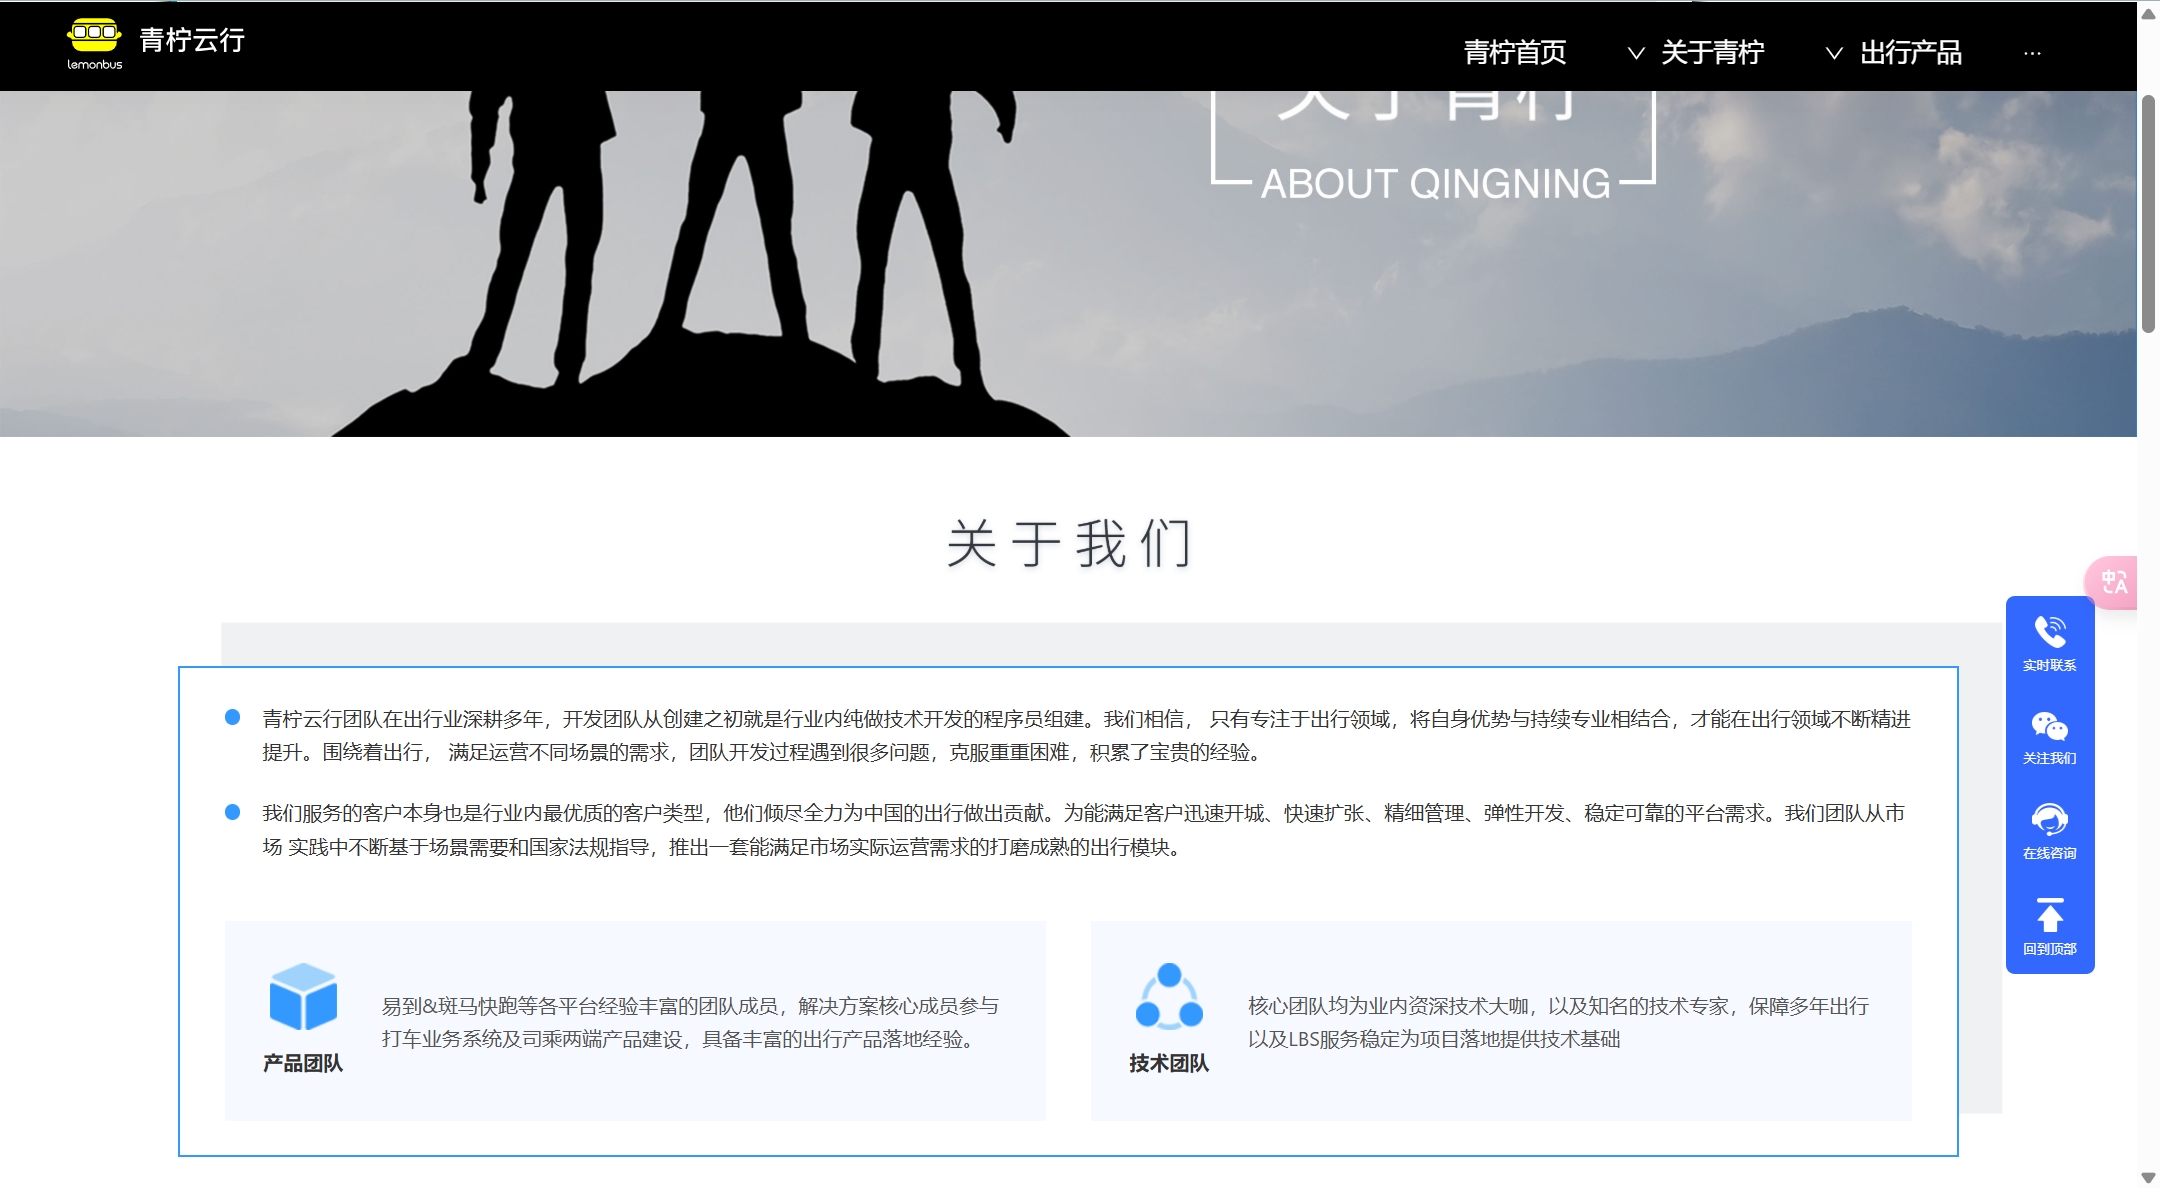 青柠云行
lemonbus
青柠首页
关于青柠
出行产品
...
关于青柠
ABOUT QINGNING
关于我们
青柠云行团队在出行业深耕多年，开发团队从创建之初就是行业内纯做技术开发的程序员组建。我们相信， 只有专注于出行领域，将自身优势与持续专业相结合，才能在出行领域不断精进
提升。围绕着出行， 满足运营不同场景的需求，团队开发过程遇到很多问题，克服重重困难，积累了宝贵的经验。
我们服务的客户本身也是行业内最优质的客户类型，他们倾尽全力为中国的出行做出贡献。为能满足客户迅速开城、快速扩张、精细管理、弹性开发、稳定可靠的平台需求。我们团队从市
场 实践中不断基于场景需要和国家法规指导，推出一套能满足市场实际运营需求的打磨成熟的出行模块。
易到&斑马快跑等各平台经验丰富的团队成员，解决方案核心成员参与
打车业务系统及司乘两端产品建设，具备丰富的出行产品落地经验。
产品团队
核心团队均为业内资深技术大咖，以及知名的技术专家，保障多年出行
以及LBS服务稳定为项目落地提供技术基础
技术团队
中A
实时联系
关注我们
在线咨询
回到顶部